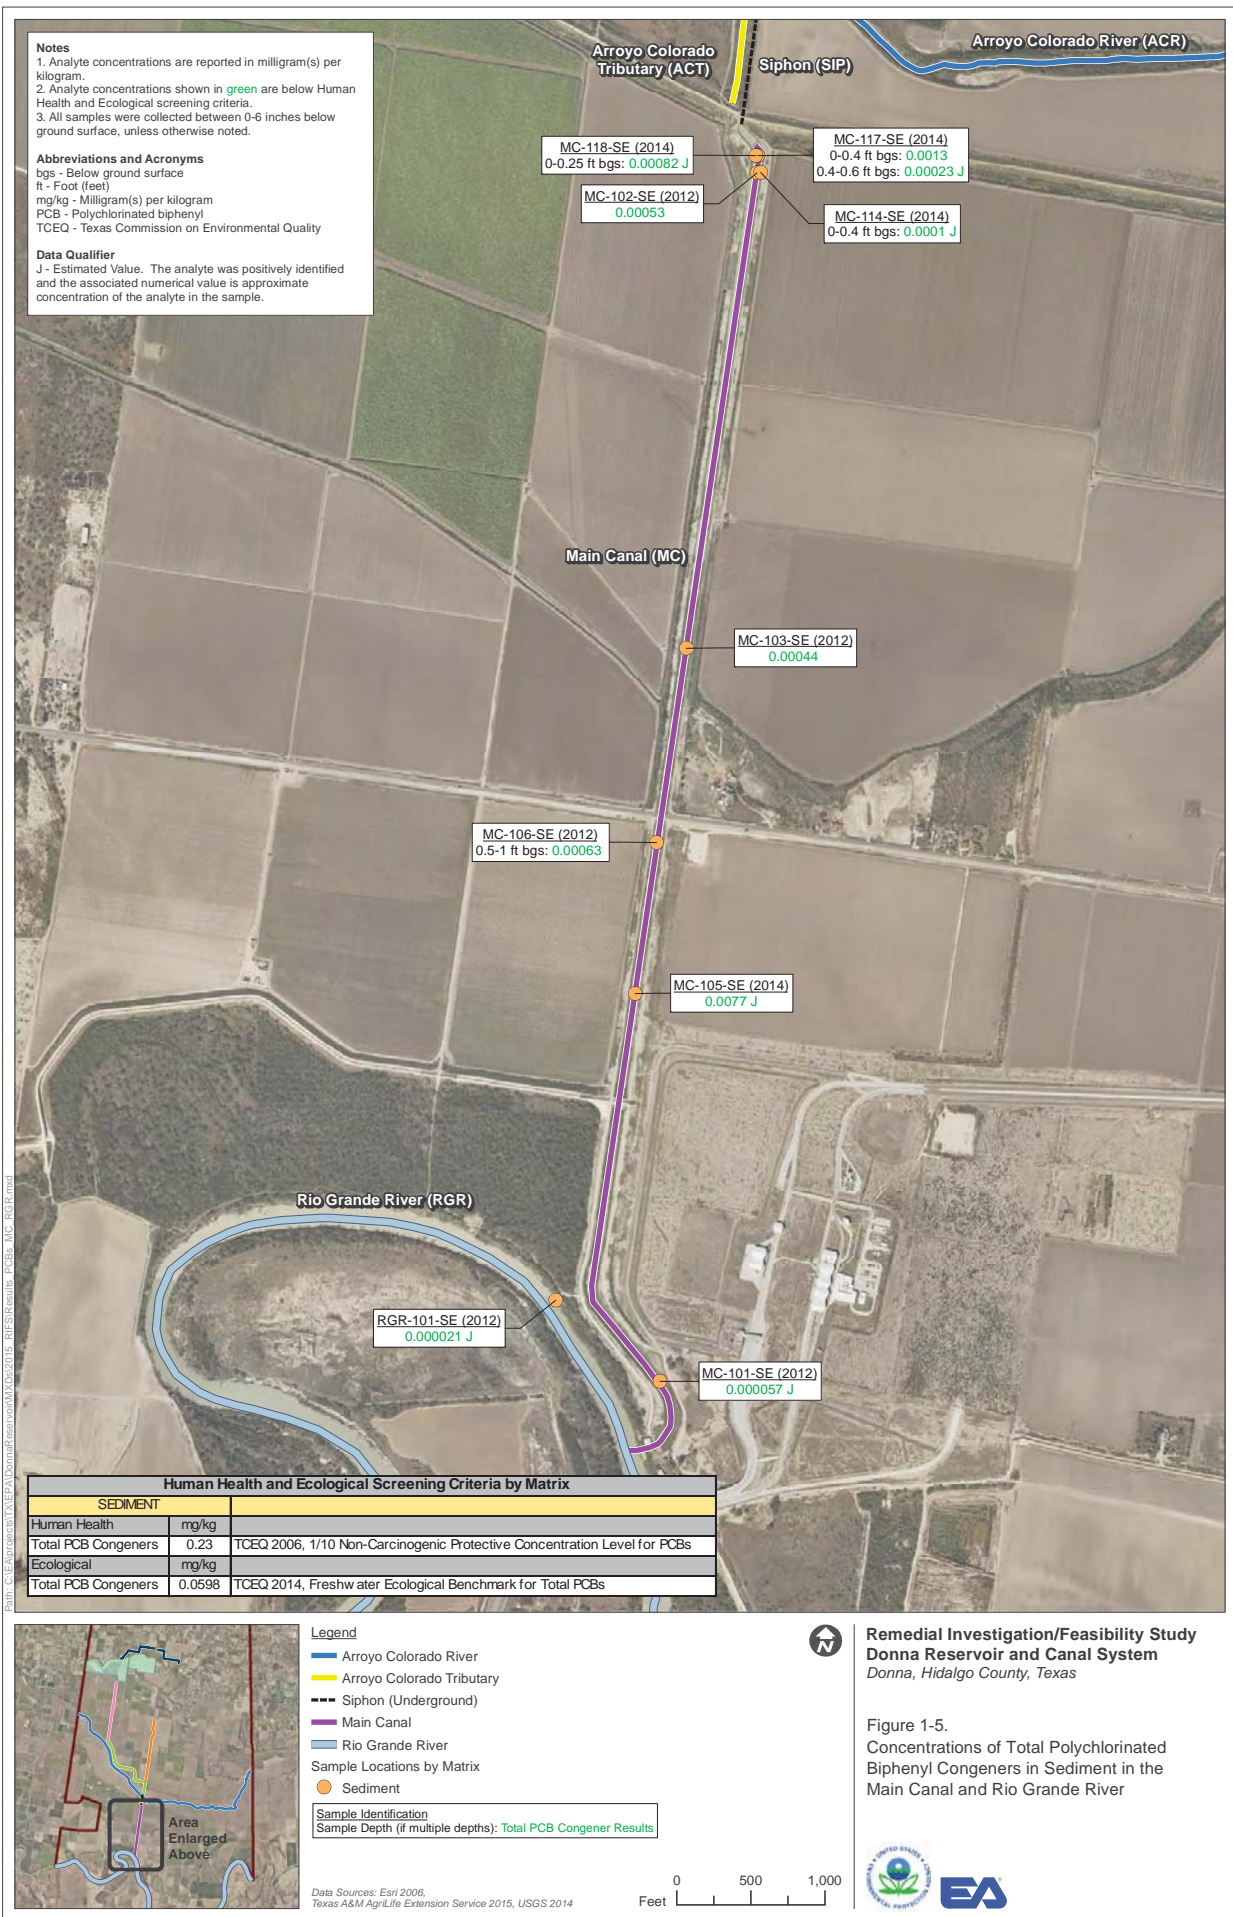 Notes
1. Analyte concentrations are reported in milligram(s) per
kilogram.
2. Analyte concentrations shown in green are below Human
Health and Ecological screening criteria.
3. All samples were collected between 0-6 inches below
ground surface, unless otherwise noted.
Abbreviations and Acronyms
bgs - Below ground surface
ft - Foot (feet)
mg/kg - Milligram(s) per kilogram
PCB - Polychlorinated biphenyl
TCEQ - Texas Commission on Environmental Quality
Data Qualifier
J - Estimated Value. The analyte was positively identified
and the associated numerical value is approximate
concentration of the analyte in the sample.
Arroyo Colorado
Tributary (ACT)
Siphon (SIP)
Arroyo Colorado River (ACR)
MC-118-SE (2014)
0-0.25 ft bgs: 0.00082 J
MC-117-SE (2014)
0-0.4 ft bgs: 0.0013
0.4-0.6 ft bgs: 0.00023 J
MC-102-SE (2012)
0.00053
MC-114-SE (2014)
0-0.4 ft bgs: 0.0001 J
Main Canal (MC)
MC-103-SE (2012)
0.00044
MC-106-SE (2012)
0.5-1 ft bgs: 0.00063
MC-105-SE (2014)
0.0077 J
Rio Grande River (RGR)
RGR-101-SE (2012)
0.000021 J
MC-101-SE (2012)
0.000057 J
Human Health and Ecological Screening Criteria by Matrix
SEDIMENT
Human Health mg/kg
Total PCB Congeners 0.23 TCEQ 2006, 1/10 Non-Carcinogenic Protective Concentration Level for PCBs
Ecological mg/kg
Total PCB Congeners 0.0598 TCEQ 2014, Freshwater Ecological Benchmark for Total PCBs
Path: C:\EA\projects\TX\EPA\DonnaReservoir\MXDs\2015_RIFS\Results_PCBs_MC_RGR.mxd
Area
Enlarged
Above
Legend
Arroyo Colorado River
Arroyo Colorado Tributary
Siphon (Underground)
Main Canal
Rio Grande River
Sample Locations by Matrix
Sediment
Sample Identification
Sample Depth (if multiple depths): Total PCB Congener Results
Data Sources: Esri 2006,
Texas A&M AgriLife Extension Service 2015, USGS 2014
N
0 500 1,000
Feet
Remedial Investigation/Feasibility Study
Donna Reservoir and Canal System
Donna, Hidalgo County, Texas
Figure 1-5.
Concentrations of Total Polychlorinated
Biphenyl Congeners in Sediment in the
Main Canal and Rio Grande River
UNITED STATES
EA